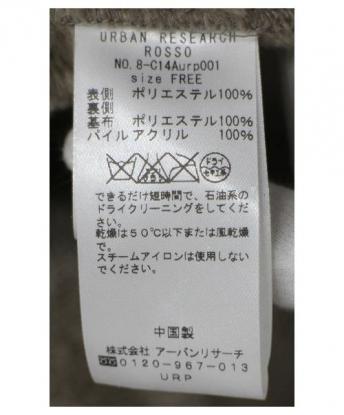 URBAN RESEARCH
ROSSO
NO.8-C14Aurp001
size FREE
表側 ポリエステル100%
裏側
基布 ポリエステル100%
パイル アクリル 100%
ドライ
セキユ系
できるだけ短時間で、石油系の
ドライクリーニングをしてくだ
さい。
乾燥は50℃以下または風乾燥
で。
スチームアイロンは使用しない
でください。
中国製
株式会社 アーバンリサーチ
0120-967-013
URP